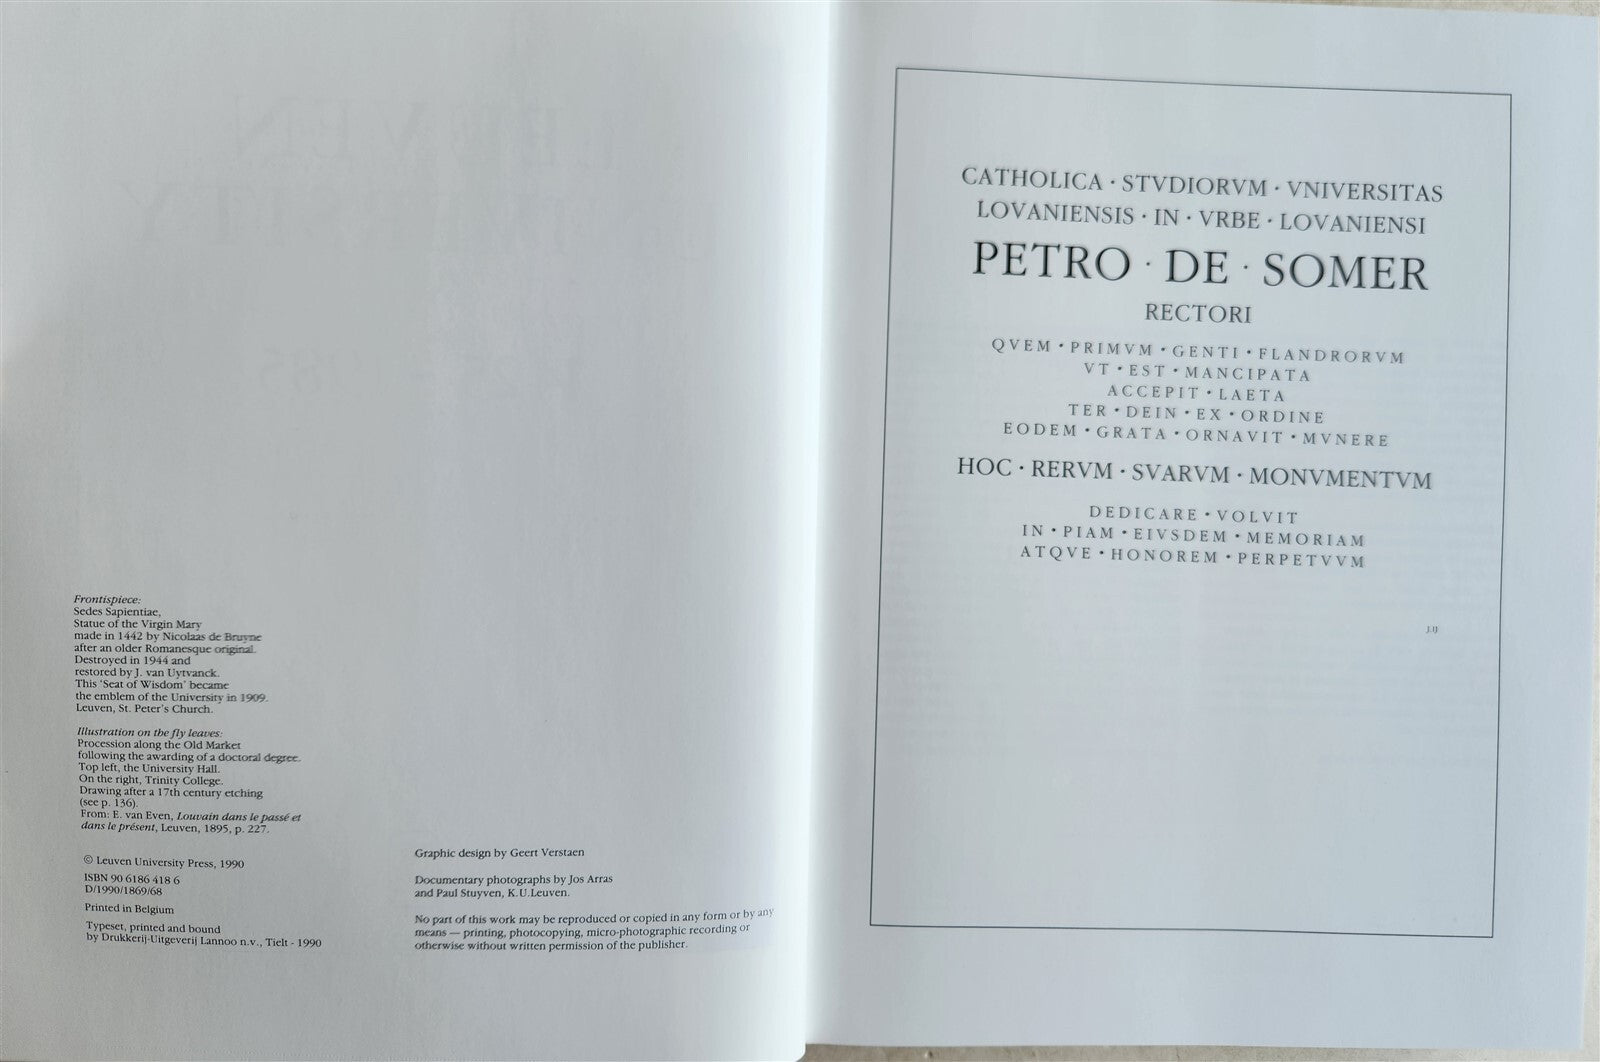 Frontispiece:
Sedes Sapientiae,
Statue of the Virgin Mary
made in 1442 by Nicolaas de Bruyne
after an older Romanesque original.
Destroyed in 1944 and
restored by J. van Uytvanck.
This ‘Seat of Wisdom’ became
the emblem of the University in 1909.
Leuven, St. Peter’s Church.
Illustration on the fly leaves:
Procession along the Old Market
following the awarding of a doctoral degree.
Top left, the University Hall.
On the right, Trinity College.
Drawing after a 17th century etching
(see p. 136).
From: E. van Even, Louvain dans le passé et
dans le présent, Leuven, 1895, p. 227.
© Leuven University Press, 1990
ISBN 90 6186 418 6
D/1990/1869/68
Printed in Belgium
Typeset, printed and bound
by Drukkerij-Uitgeverij Lannoo n.v., Tielt - 1990
Graphic design by Geert Verstaen
Documentary photographs by Jos Arras
and Paul Stuyven, K.U.Leuven.
No part of this work may be reproduced or copied in any form or by any
means — printing, photocopying, micro-photographic recording or
otherwise without written permission of the publisher.
CATHOLICA · STVDIORVM · VNIVERSITAS
LOVANIENSIS · IN · VRBE · LOVANIENSI
PETRO · DE · SOMER
RECTORI
QVEM · PRIMVM · GENTI · FLANDRORVM
VT · EST · MANCIPATA
ACCEPIT · LAETA
TER · DEIN · EX · ORDINE
EODEM · GRATA · ORNAVIT · MVNERE
HOC · RERVM · SVARVM · MONVMENTVM
DEDICARE · VOLVIT
IN · PIAM · EIVSDEM · MEMORIAM
ATQVE · HONOREM · PERPETVVM